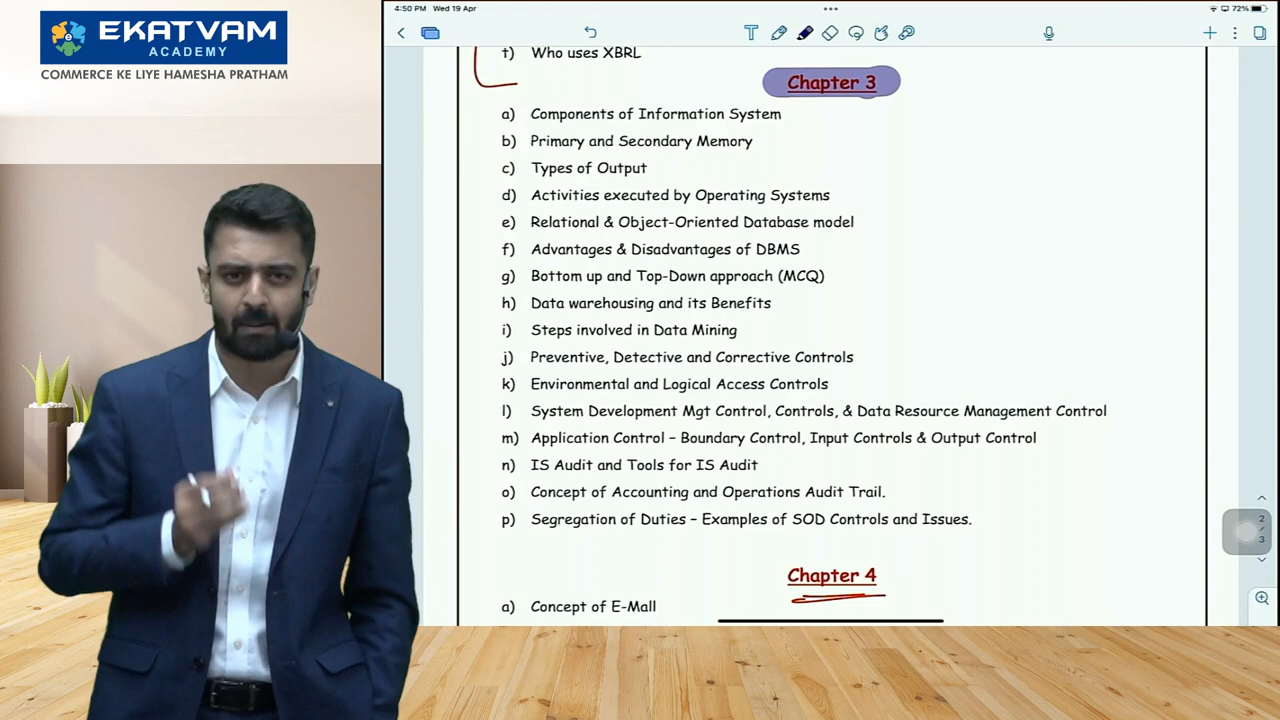 EKATVAM
ACADEMY
COMMERCE KE LIYE HAMESHA PRATHAM
4:50 PM Wed 19 Apr
72%
t) Who uses XBRL
Chapter 3
a) Components of Information System
b) Primary and Secondary Memory
c) Types of Output
d) Activities executed by Operating Systems
e) Relational & Object-Oriented Database model
f) Advantages & Disadvantages of DBMS
g) Bottom up and Top-Down approach (MCQ)
h) Data warehousing and its Benefits
i) Steps involved in Data Mining
j) Preventive, Detective and Corrective Controls
k) Environmental and Logical Access Controls
l) System Development Mgt Control, Controls, & Data Resource Management Control
m) Application Control – Boundary Control, Input Controls & Output Control
n) IS Audit and Tools for IS Audit
o) Concept of Accounting and Operations Audit Trail.
p) Segregation of Duties – Examples of SOD Controls and Issues.
2
/
3
Chapter 4
a) Concept of E-Mall